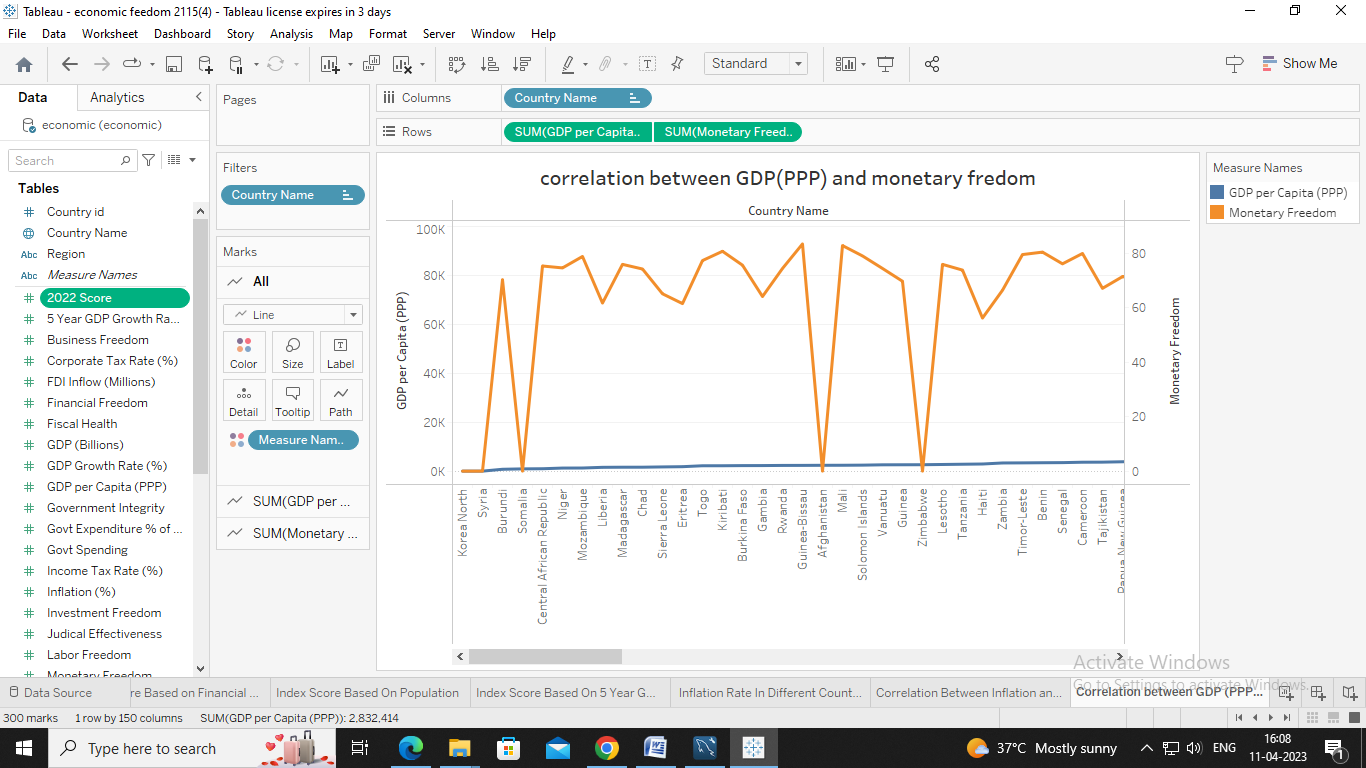 Tableau - economic feedom 2115(4) - Tableau license expires in 3 days
File Data Worksheet Dashboard Story Analysis Map Format Server Window Help
Standard
Show Me
Data Analytics
economic (economic)
Search
Tables
Country id
Country Name
Abc Region
Abc Measure Names
2022 Score
5 Year GDP Growth Ra...
Business Freedom
Corporate Tax Rate (%)
FDI Inflow (Millions)
Financial Freedom
Fiscal Health
GDP (Billions)
GDP Growth Rate (%)
GDP per Capita (PPP)
Government Integrity
Govt Expenditure % of ...
Govt Spending
Income Tax Rate (%)
Inflation (%)
Investment Freedom
Judical Effectiveness
Labor Freedom
Monetary Freedom
Pages
Filters
Country Name
Marks
All
Line
Color Size Label
Detail Tooltip Path
Measure Nam..
SUM(GDP per ...
SUM(Monetary ...
Columns Country Name
Rows SUM(GDP per Capita.. SUM(Monetary Freed..
correlation between GDP(PPP) and monetary fredom
Country Name
100K
80K
60K
40K
20K
0K
GDP per Capita (PPP)
80
60
40
20
0
Monetary Freedom
Korea North
Syria
Burundi
Somalia
Central African Republic
Niger
Mozambique
Liberia
Madagascar
Chad
Sierra Leone
Eritrea
Togo
Kiribati
Burkina Faso
Gambia
Rwanda
Guinea-Bissau
Afghanistan
Mali
Solomon Islands
Vanuatu
Guinea
Zimbabwe
Lesotho
Tanzania
Haiti
Zambia
Timor-Leste
Benin
Senegal
Cameroon
Tajikistan
Papua New Guinea
Measure Names
GDP per Capita (PPP)
Monetary Freedom
Activate Windows
Go to Settings to activate Windows.
Data Source re Based on Financial ... Index Score Based On Population Index Score Based On 5 Year G... Inflation Rate In Different Count... Correlation Between Inflation an... Correlation between GDP (PPP...
300 marks 1 row by 150 columns SUM(GDP per Capita (PPP)): 2,832,414
Type here to search
37°C Mostly sunny
ENG
16:08
11-04-2023
1